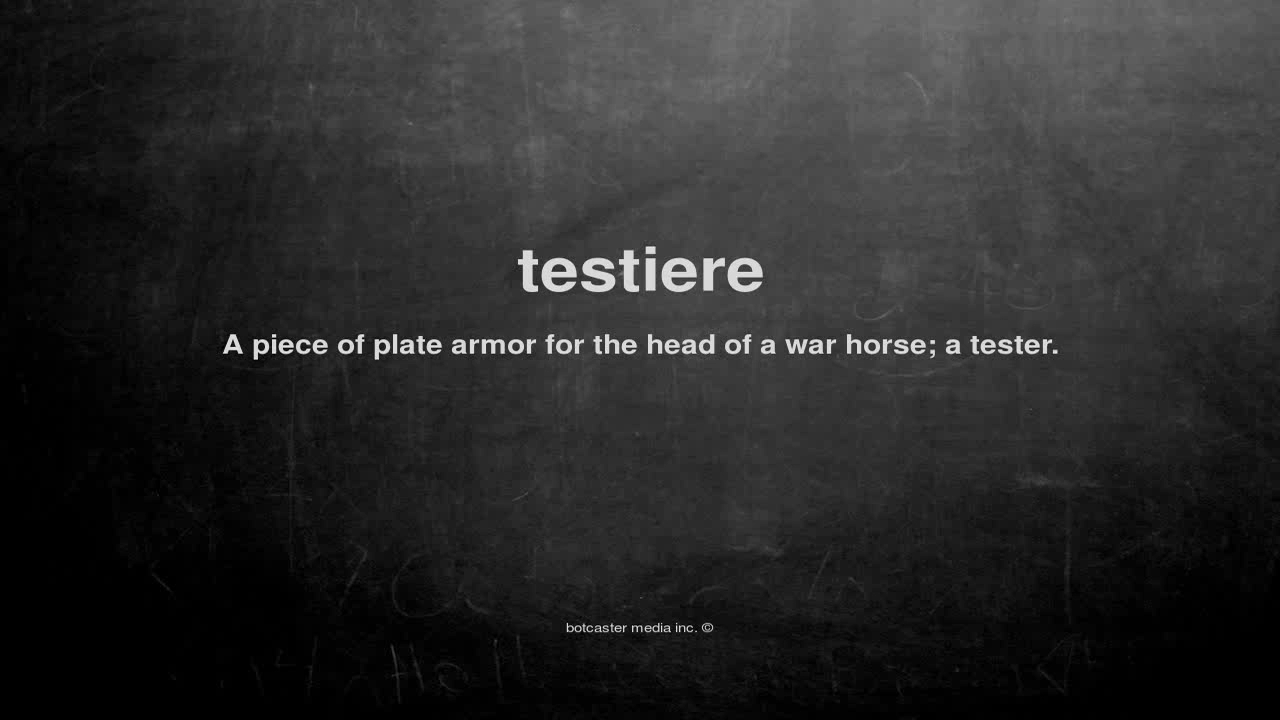 testiere
A piece of plate armor for the head of a war horse; a tester.
botcaster media inc. ©